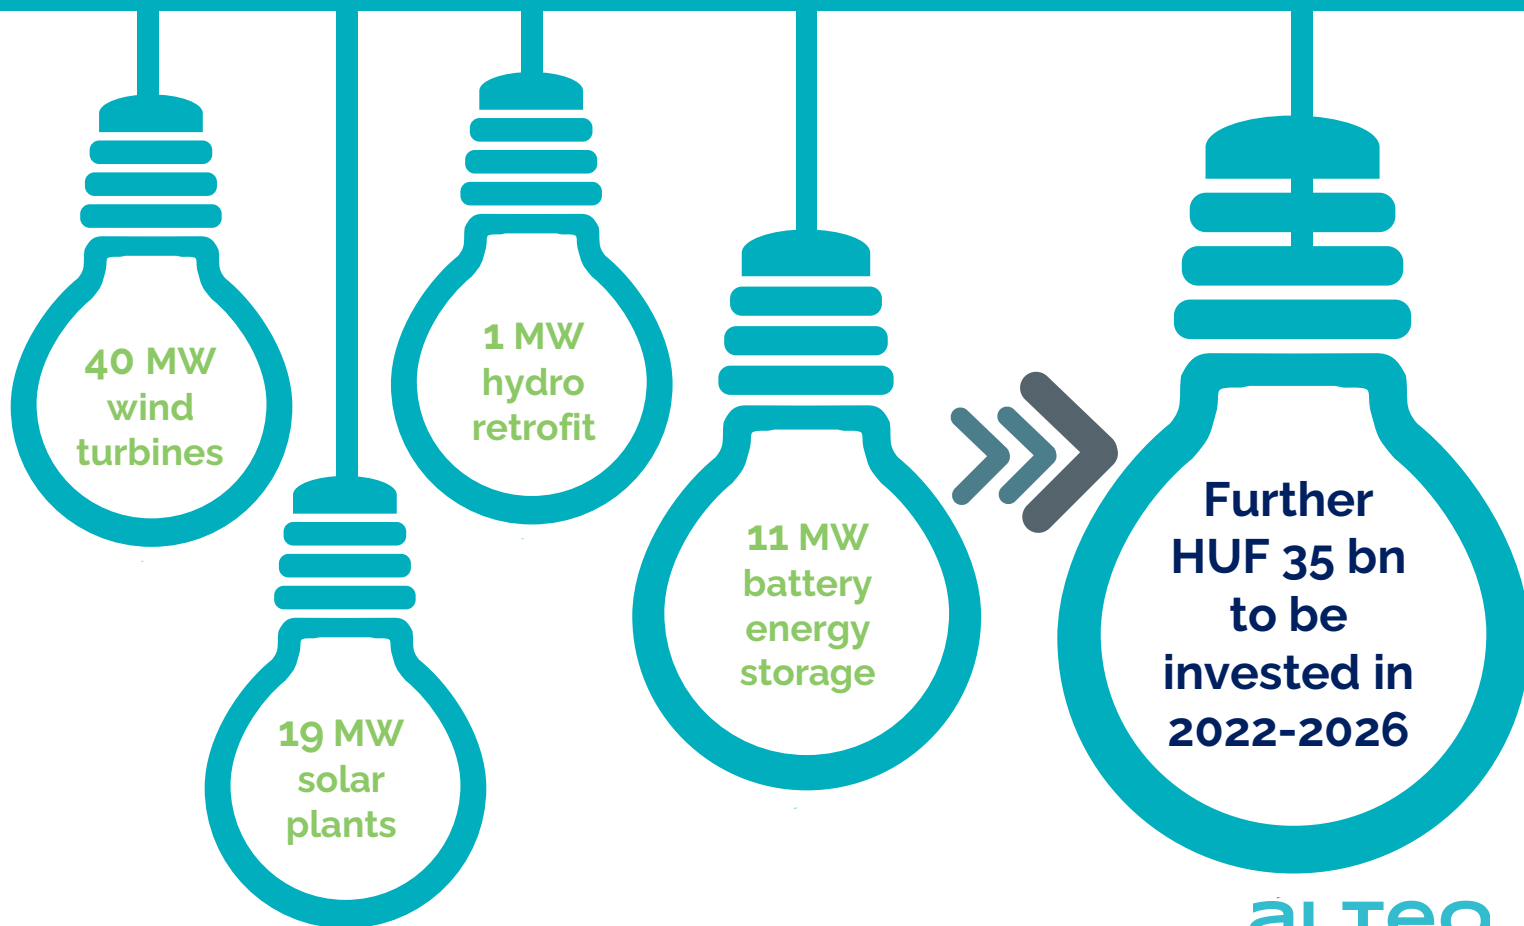 40 MW
wind
turbines
19 MW
solar
plants
1 MW
hydro
retrofit
11 MW
battery
energy
storage
Further
HUF 35 bn
to be
invested in
2022-2026
alteo